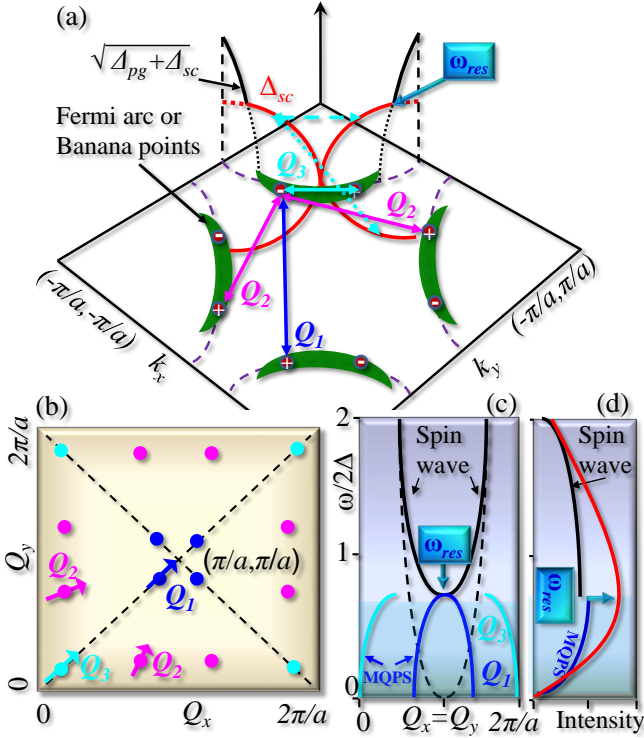 (a)
√Δpg+Δsc
Δsc
ωres
Fermi arc or
Banana points
Q3
Q2
Q2
Q1
(-π/a,-π/a)
kx
ky
(-π/a,π/a)
(b)
2π/a
Qy
0
Q2
Q1
(π/a,π/a)
Q3
Q2
0
Qx
2π/a
(c)
2
ω/2Δ
1
0
Spin
wave
ωres
Q3
MQPS
Q1
0
Qx=Qy
2π/a
(d)
Spin
wave
ωres
MQPS
Intensity